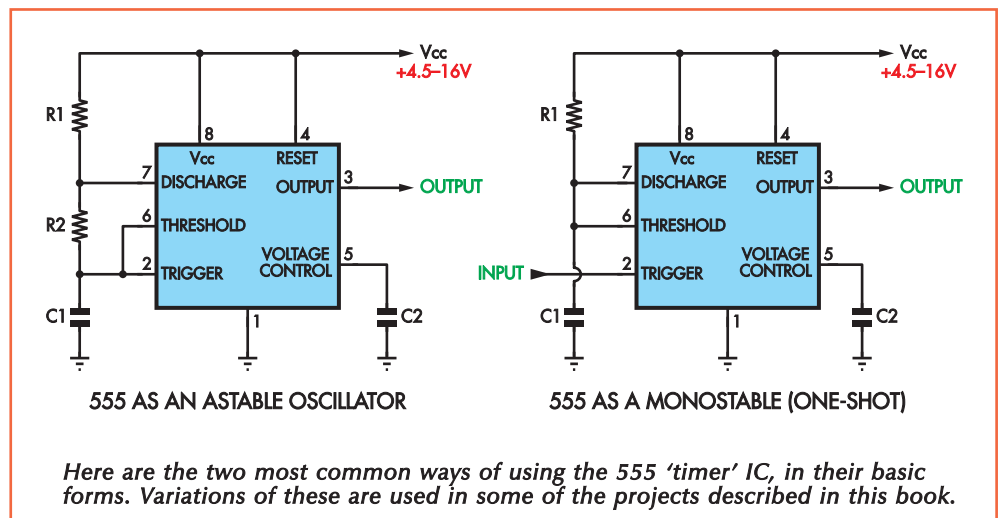 Vcc
+4.5–16V
R1
8
4
Vcc
RESET
7
DISCHARGE
3
OUTPUT
OUTPUT
R2
6
THRESHOLD
VOLTAGE
CONTROL
5
2
TRIGGER
C1
1
C2
555 AS AN ASTABLE OSCILLATOR
Vcc
+4.5–16V
R1
8
4
Vcc
RESET
7
DISCHARGE
3
OUTPUT
OUTPUT
6
THRESHOLD
VOLTAGE
CONTROL
5
INPUT
2
TRIGGER
C1
1
C2
555 AS A MONOSTABLE (ONE-SHOT)
Here are the two most common ways of using the 555 ‘timer’ IC, in their basic
forms. Variations of these are used in some of the projects described in this book.